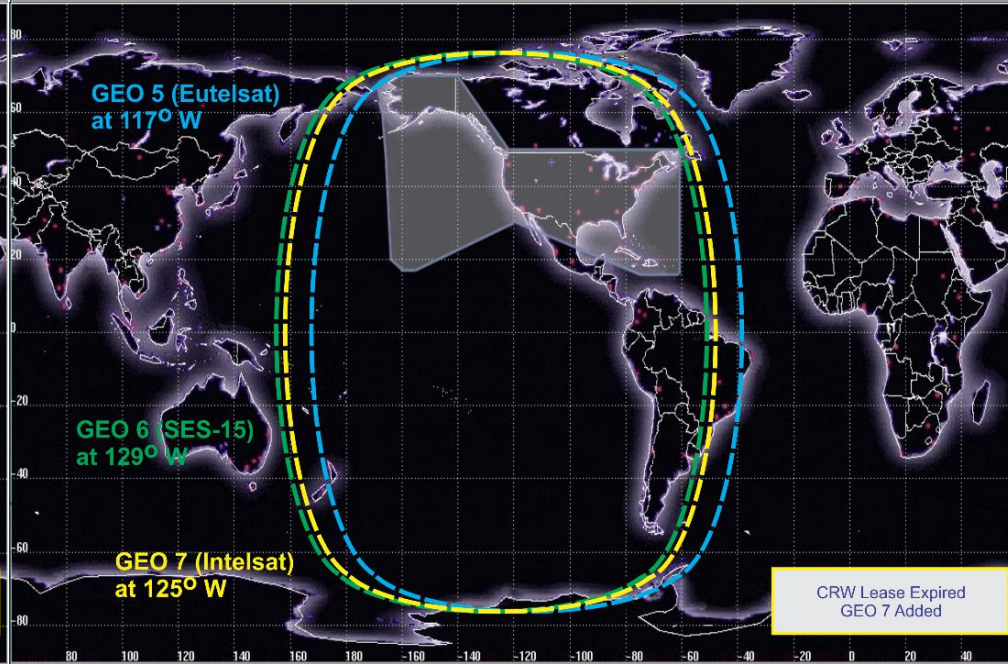 80
60
40
20
0
-20
-40
-60
-80
GEO 5 (Eutelsat)
at 117° W
GEO 6 (SES-15)
at 129° W
GEO 7 (Intelsat)
at 125° W
CRW Lease Expired
GEO 7 Added
80 100 120 140 160 180 -160 -140 -120 -100 -80 -60 -40 -20 0 20 40